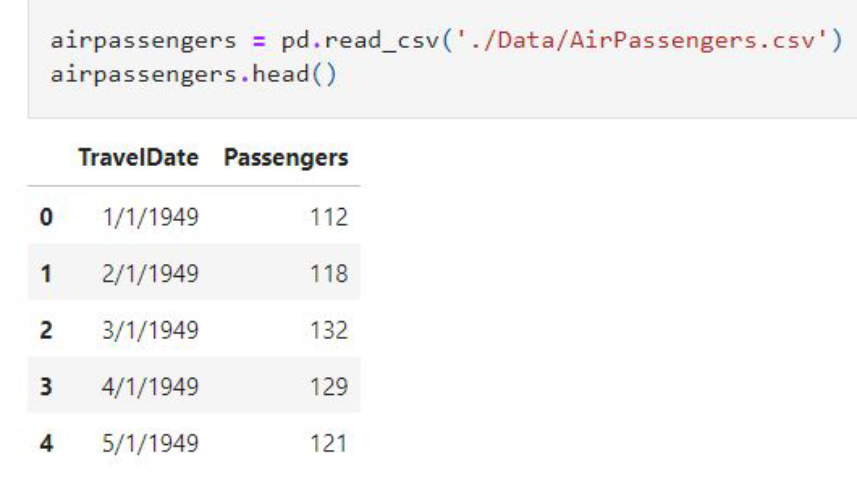 airpassengers = pd.read_csv('./Data/AirPassengers.csv')
airpassengers.head()
TravelDate Passengers
0 1/1/1949 112
1 2/1/1949 118
2 3/1/1949 132
3 4/1/1949 129
4 5/1/1949 121